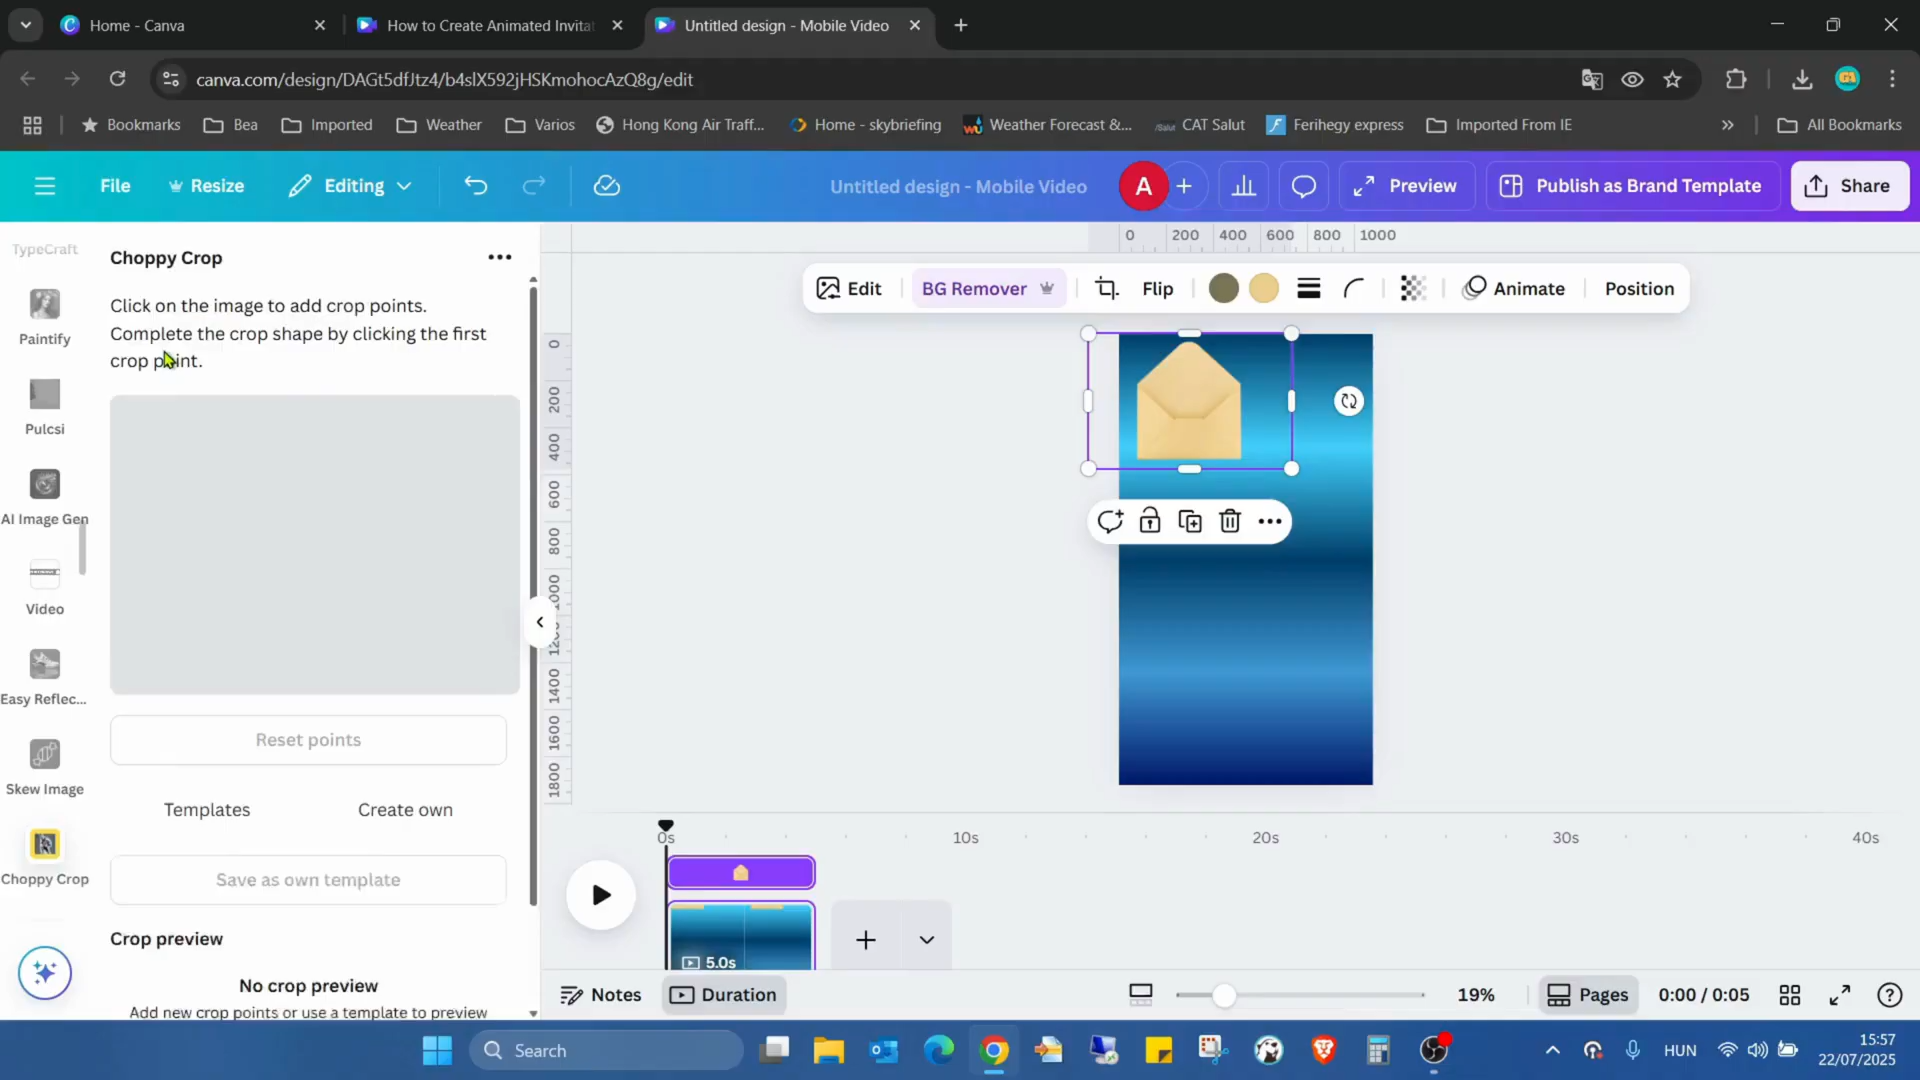 Home - Canva
How to Create Animated Invitat
Untitled design - Mobile Video
canva.com/design/DAGt5dfJtz4/b4slX592jHSKmohocAzQ8g/edit
Bookmarks
Bea
Imported
Weather
Varios
Hong Kong Air Traff...
Home - skybriefing
Weather Forecast &...
CAT Salut
Ferihegy express
Imported From IE
»
All Bookmarks
File
Resize
Editing
Untitled design - Mobile Video
A
Preview
Publish as Brand Template
Share
TypeCraft
Paintify
Pulcsi
AI Image Gen
Video
Easy Reflec...
Skew Image
Choppy Crop
Choppy Crop
Click on the image to add crop points.
Complete the crop shape by clicking the first
crop point.
Reset points
Templates
Create own
Save as own template
Crop preview
No crop preview
Add new crop points or use a template to preview
0 200 400 600 800 1000
Edit
BG Remover
Flip
Animate
Position
0
200
400
600
800
1000
1200
1400
1600
1800
0s
10s
20s
30s
40s
5.0s
Notes
Duration
19%
Pages
0:00 / 0:05
Search
HUN
15:57
22/07/2025